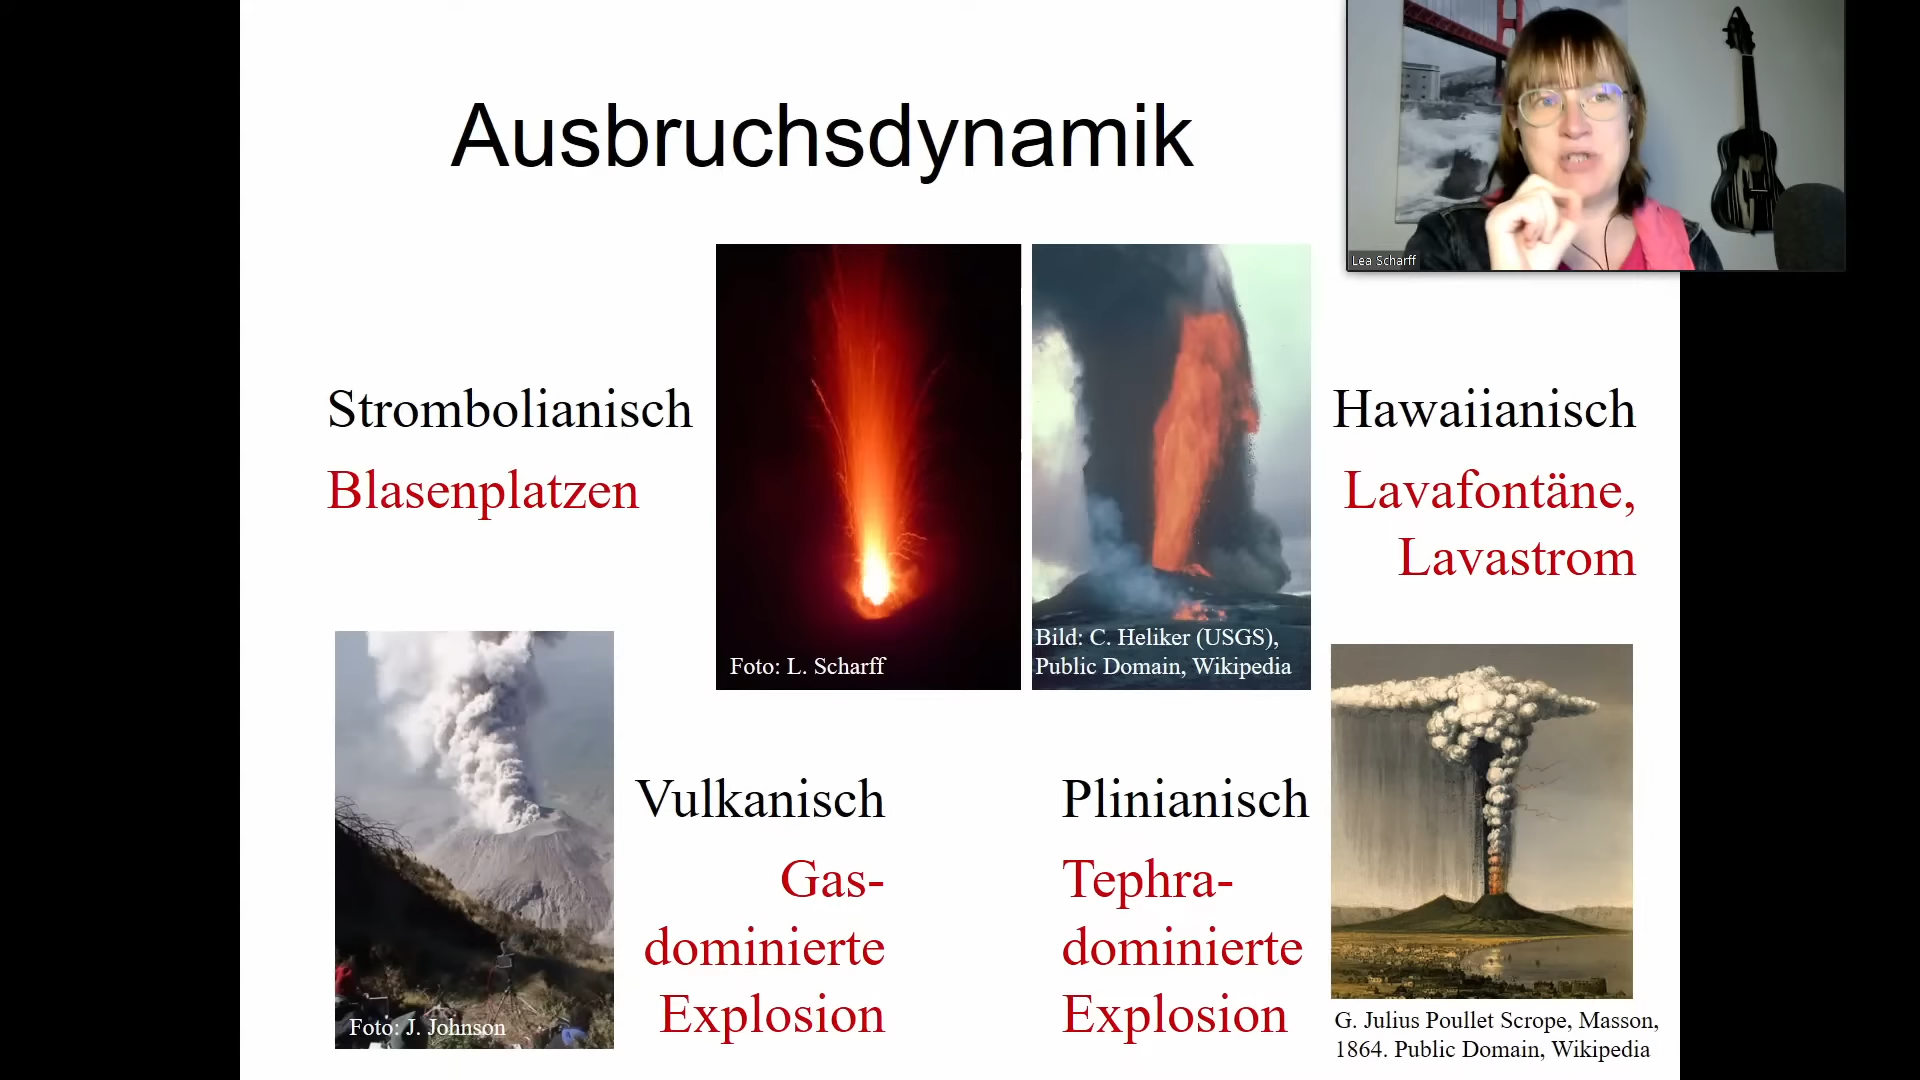 Ausbruchsdynamik
Lea Scharff
Strombolianisch
Blasenplatzen
Foto: L. Scharff
Bild: C. Heliker (USGS),
Public Domain, Wikipedia
Hawaiianisch
Lavafontäne,
Lavastrom
Foto: J. Johnson
Vulkanisch
Gas-
dominierte
Explosion
Plinianisch
Tephra-
dominierte
Explosion
G. Julius Poullet Scrope, Masson,
1864. Public Domain, Wikipedia